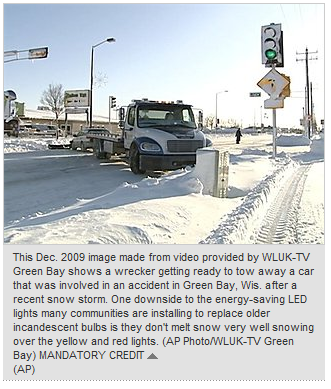 This Dec. 2009 image made from video provided by WLUK-TV
Green Bay shows a wrecker getting ready to tow away a car
that was involved in an accident in Green Bay, Wis. after a
recent snow storm. One downside to the energy-saving LED
lights many communities are installing to replace older
incandescent bulbs is they don't melt snow very well snowing
over the yellow and red lights. (AP Photo/WLUK-TV Green
Bay) MANDATORY CREDIT
(AP)